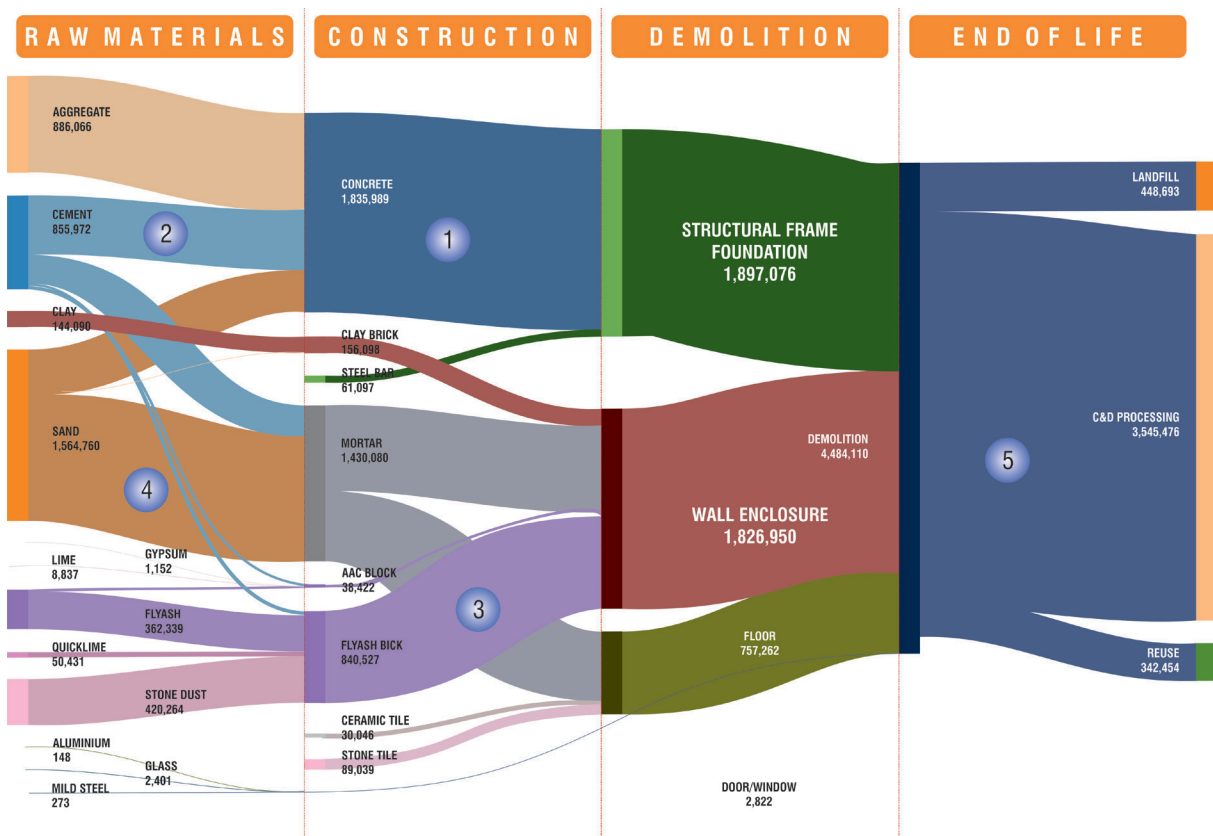 RAW MATERIALS
CONSTRUCTION
DEMOLITION
END OF LIFE
AGGREGATE
886,066
CEMENT
855,972
2
CLAY
144,090
SAND
1,564,760
4
GYPSUM
1,152
LIME
8,837
FLYASH
362,339
QUICKLIME
50,431
STONE DUST
420,264
ALUMINIUM
148
GLASS
2,401
MILD STEEL
273
CONCRETE
1,835,989
1
CLAY BRICK
156,098
STEEL BAR
61,097
MORTAR
1,430,080
AAC BLOCK
38,422
3
FLYASH BICK
840,527
CERAMIC TILE
30,046
STONE TILE
89,039
STRUCTURAL FRAME
FOUNDATION
1,897,076
DEMOLITION
4,484,110
WALL ENCLOSURE
1,826,950
FLOOR
757,262
DOOR/WINDOW
2,822
LANDFILL
448,693
C&D PROCESSING
3,545,476
5
REUSE
342,454